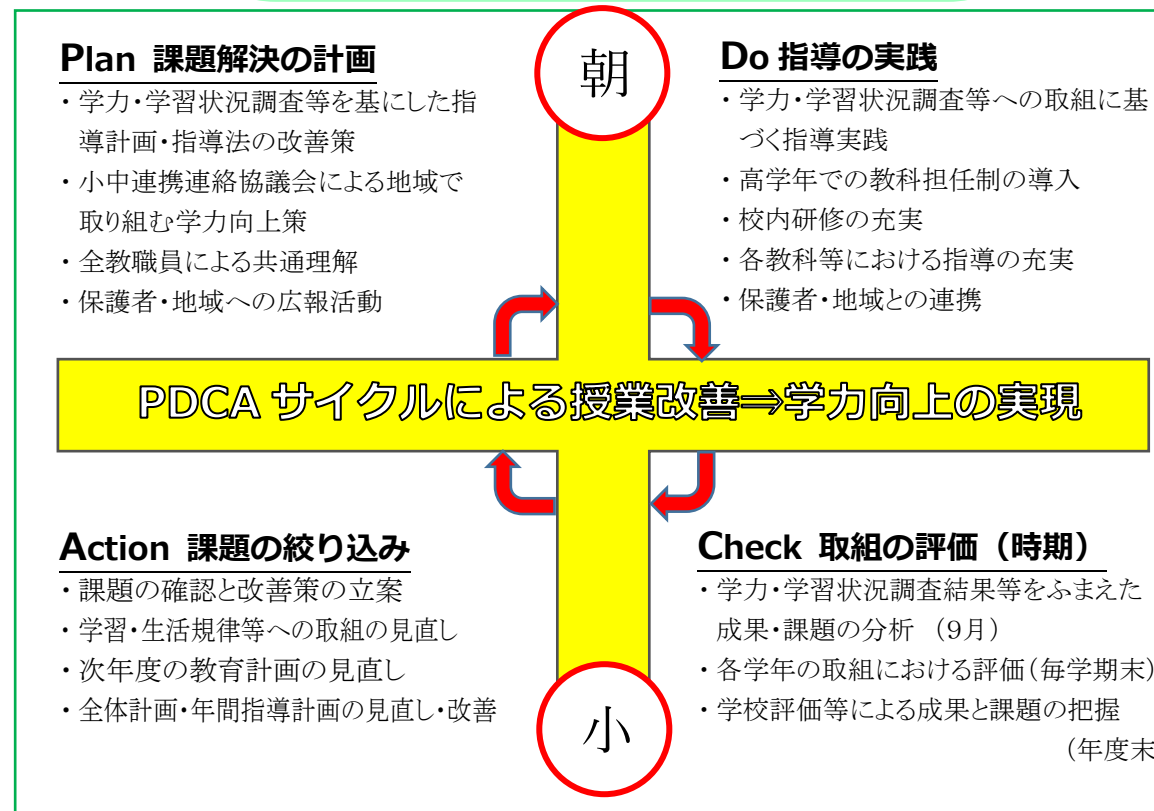 朝
Plan 課題解決の計画
・学力・学習状況調査等を基にした指
導計画・指導法の改善策
・小中連携連絡協議会による地域で
取り組む学力向上策
・全教職員による共通理解
・保護者・地域への広報活動
Do 指導の実践
・学力・学習状況調査等への取組に基
づく指導実践
・高学年での教科担任制の導入
・校内研修の充実
・各教科等における指導の充実
・保護者・地域との連携
PDCA サイクルによる授業改善⇒学力向上の実現
Action 課題の絞り込み
・課題の確認と改善策の立案
・学習・生活規律等への取組の見直し
・次年度の教育計画の見直し
・全体計画・年間指導計画の見直し・改善
Check 取組の評価（時期）
・学力・学習状況調査結果等をふまえた
成果・課題の分析 （9月）
・各学年の取組における評価（毎学期末）
・学校評価等による成果と課題の把握
（年度末
小